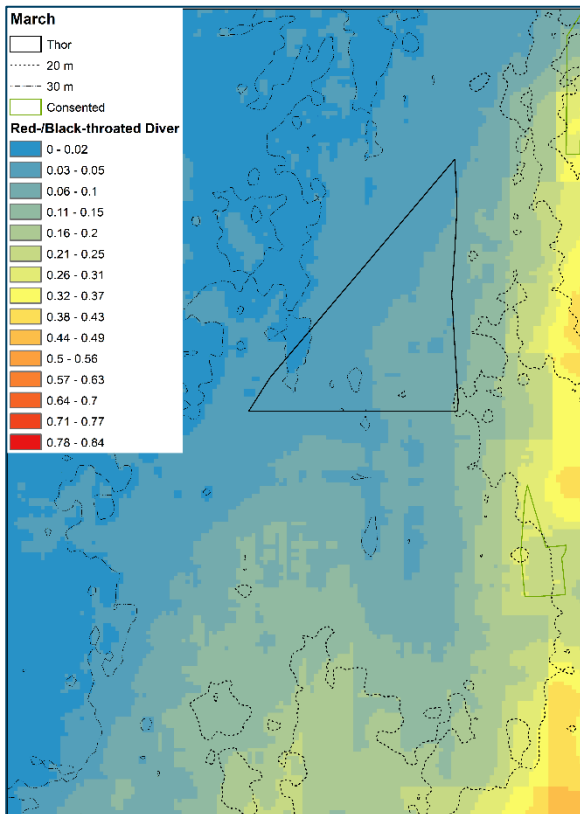 March
Thor
20 m
30 m
Consented
Red-/Black-throated Diver
0 - 0.02
0.03 - 0.05
0.06 - 0.1
0.11 - 0.15
0.16 - 0.2
0.21 - 0.25
0.26 - 0.31
0.32 - 0.37
0.38 - 0.43
0.44 - 0.49
0.5 - 0.56
0.57 - 0.63
0.64 - 0.7
0.71 - 0.77
0.78 - 0.84